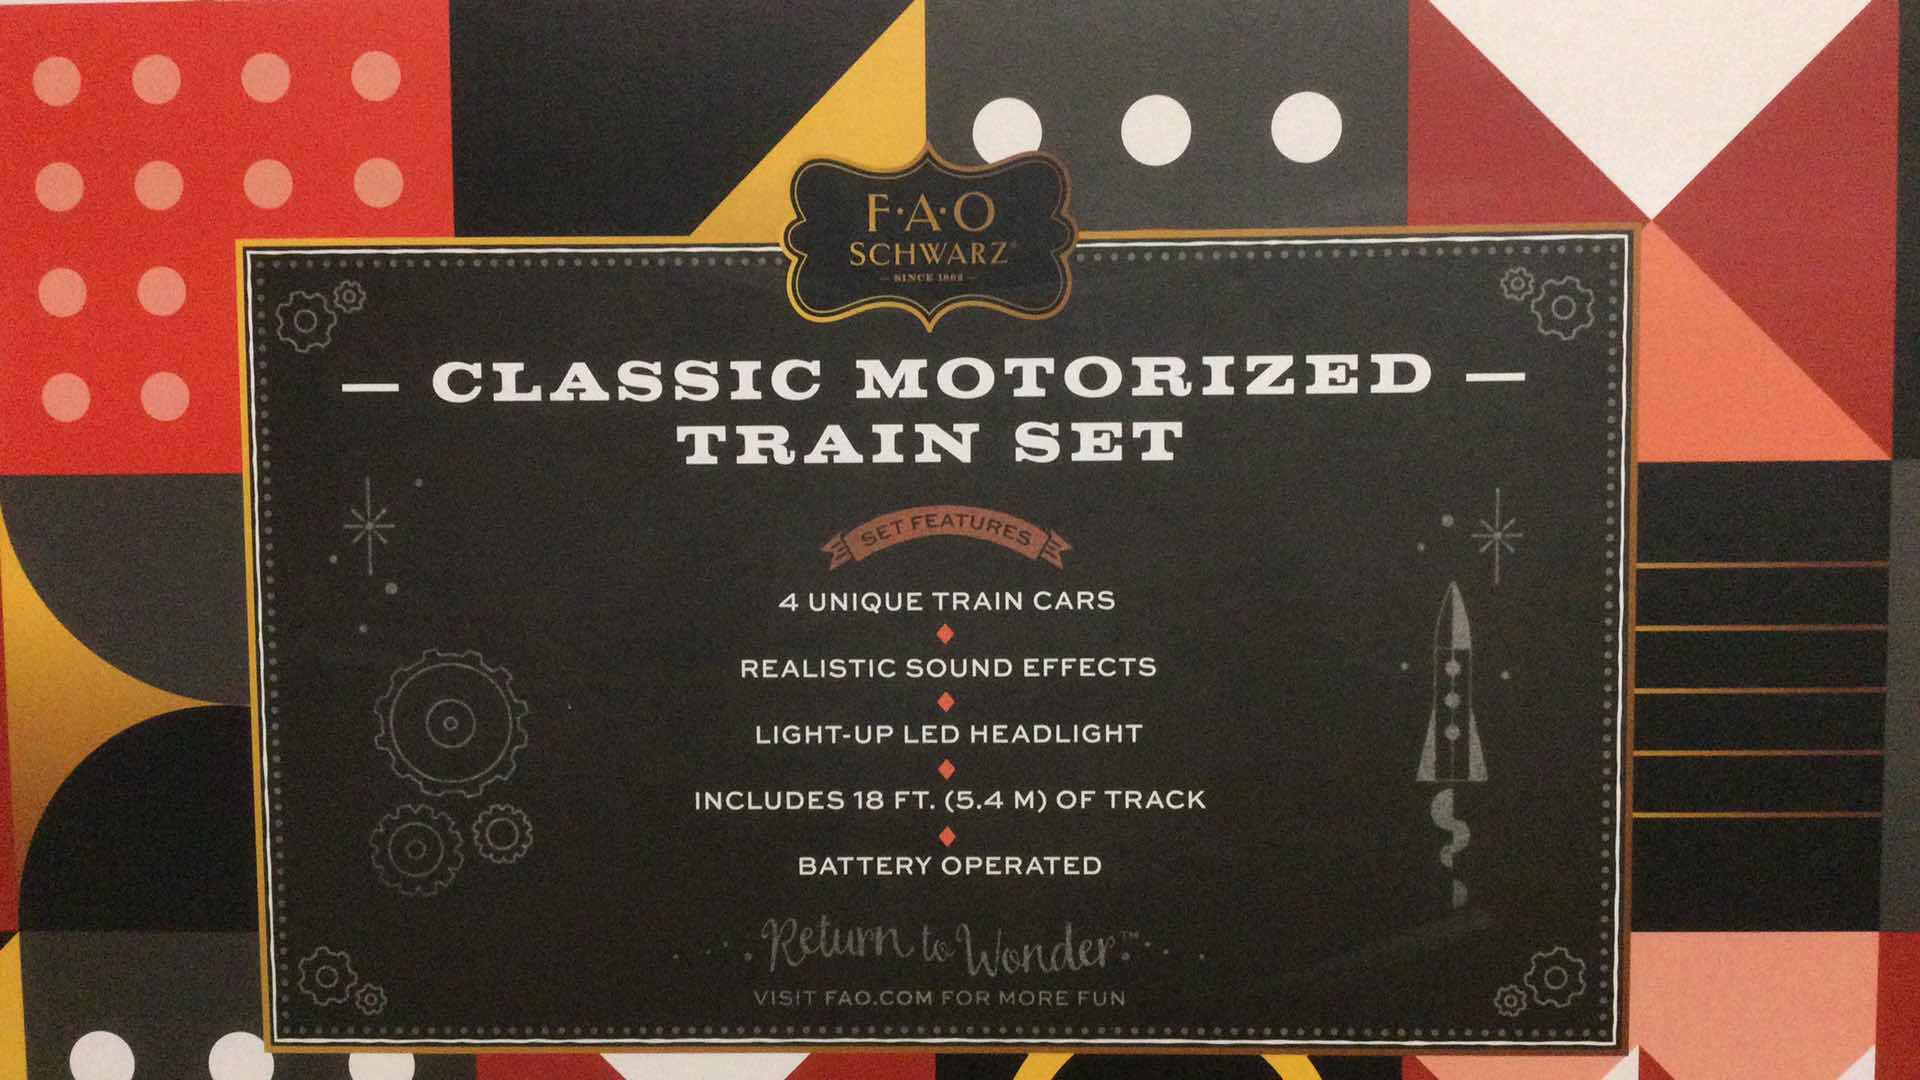 F·A·O
SCHWARZ®
— SINCE 1862 —
— CLASSIC MOTORIZED —
TRAIN SET
SET FEATURES
4 UNIQUE TRAIN CARS
REALISTIC SOUND EFFECTS
LIGHT-UP LED HEADLIGHT
INCLUDES 18 FT. (5.4 M) OF TRACK
BATTERY OPERATED
Return to Wonder™
VISIT FAO.COM FOR MORE FUN